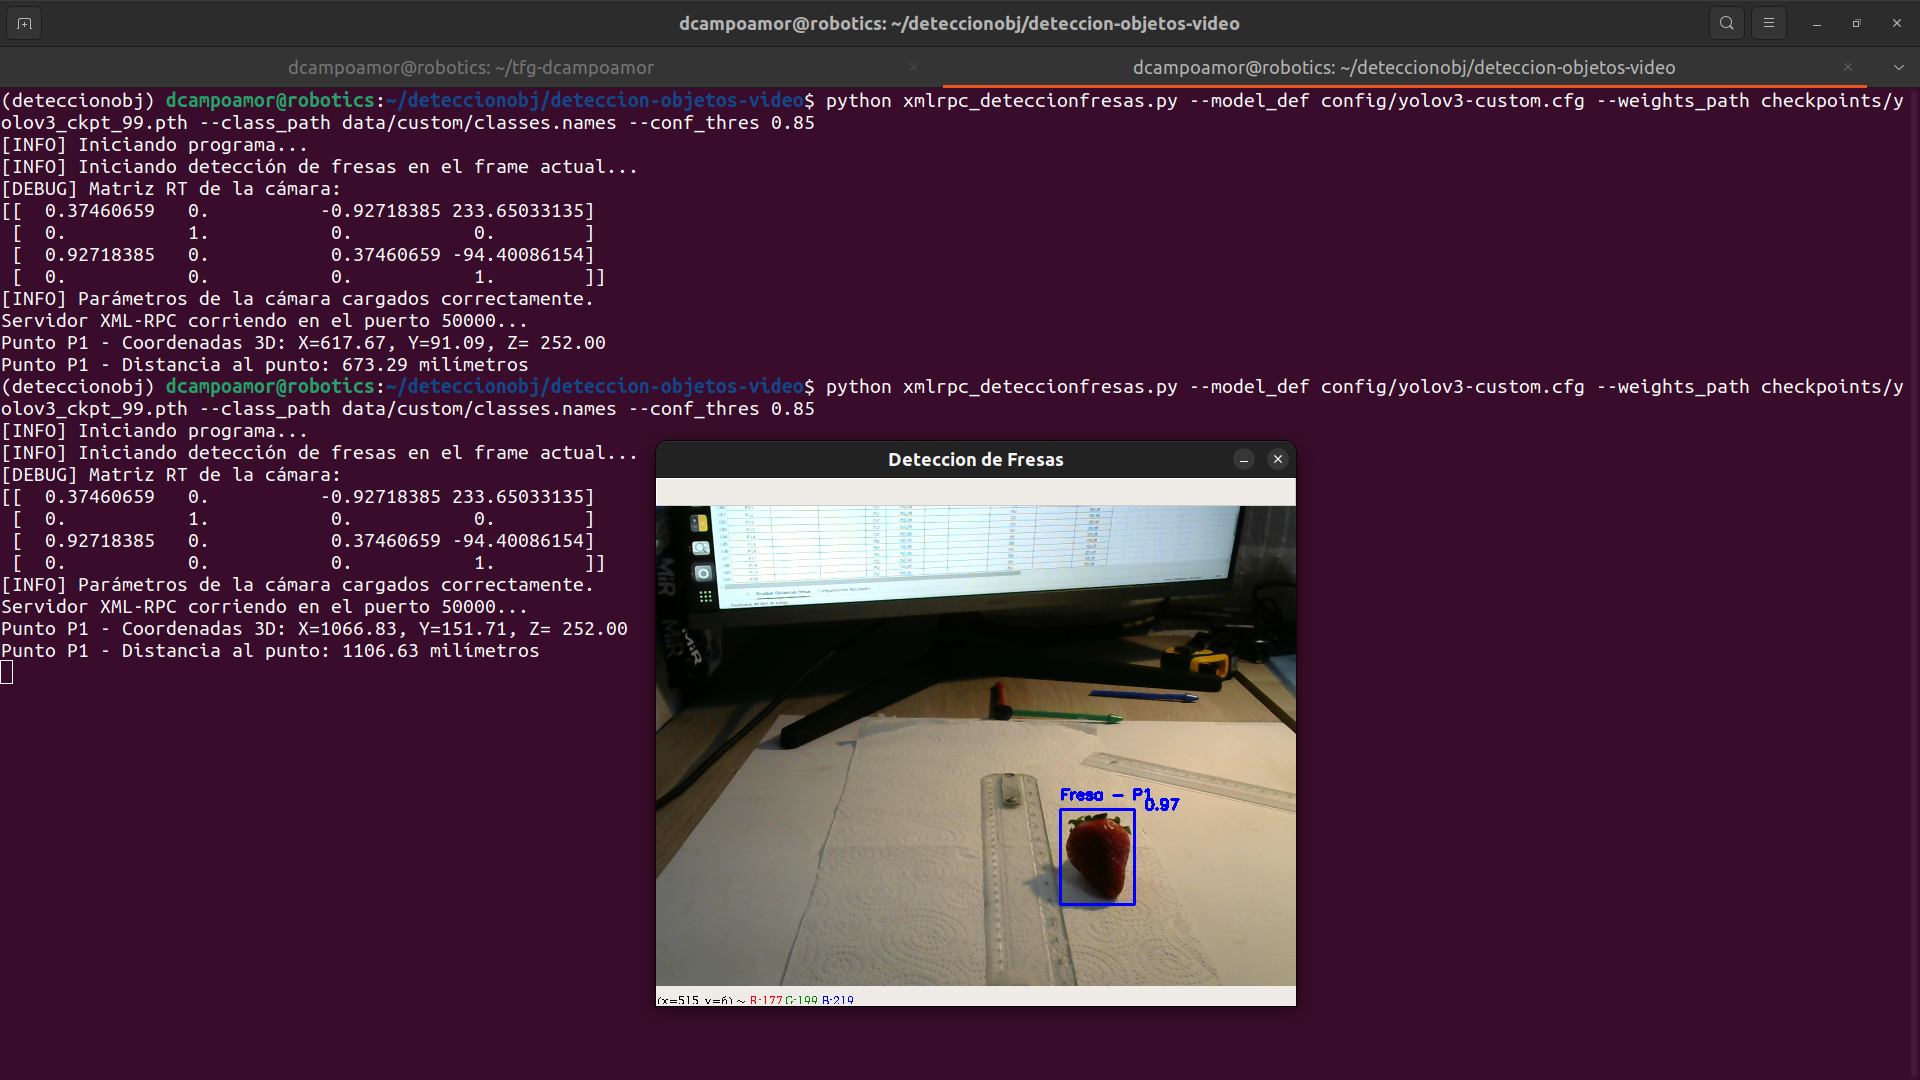 dcampoamor@robotics: ~/deteccionobj/deteccion-objetos-video
dcampoamor@robotics: ~/tfg-dcampoamor
dcampoamor@robotics: ~/deteccionobj/deteccion-objetos-video
(deteccionobj) dcampoamor@robotics:~/deteccionobj/deteccion-objetos-video$ python xmlrpc_deteccionfresas.py --model_def config/yolov3-custom.cfg --weights_path checkpoints/y
olov3_ckpt_99.pth --class_path data/custom/classes.names --conf_thres 0.85
[INFO] Iniciando programa...
[INFO] Iniciando detección de fresas en el frame actual...
[DEBUG] Matriz RT de la cámara:
[[ 0.37460659 0. -0.92718385 233.65033135]
[ 0. 1. 0. 0. ]
[ 0.92718385 0. 0.37460659 -94.40086154]
[ 0. 0. 0. 1. ]]
[INFO] Parámetros de la cámara cargados correctamente.
Servidor XML-RPC corriendo en el puerto 50000...
Punto P1 - Coordenadas 3D: X=617.67, Y=91.09, Z= 252.00
Punto P1 - Distancia al punto: 673.29 milímetros
(deteccionobj) dcampoamor@robotics:~/deteccionobj/deteccion-objetos-video$ python xmlrpc_deteccionfresas.py --model_def config/yolov3-custom.cfg --weights_path checkpoints/y
olov3_ckpt_99.pth --class_path data/custom/classes.names --conf_thres 0.85
[INFO] Iniciando programa...
[INFO] Iniciando detección de fresas en el frame actual...
[DEBUG] Matriz RT de la cámara:
[[ 0.37460659 0. -0.92718385 233.65033135]
[ 0. 1. 0. 0. ]
[ 0.92718385 0. 0.37460659 -94.40086154]
[ 0. 0. 0. 1. ]]
[INFO] Parámetros de la cámara cargados correctamente.
Servidor XML-RPC corriendo en el puerto 50000...
Punto P1 - Coordenadas 3D: X=1066.83, Y=151.71, Z= 252.00
Punto P1 - Distancia al punto: 1106.63 milímetros
Deteccion de Fresas
MiR
MiR
MiR
Fresa - P1
0.97
(x=515, y=6) ~ R:177 G:199 B:219